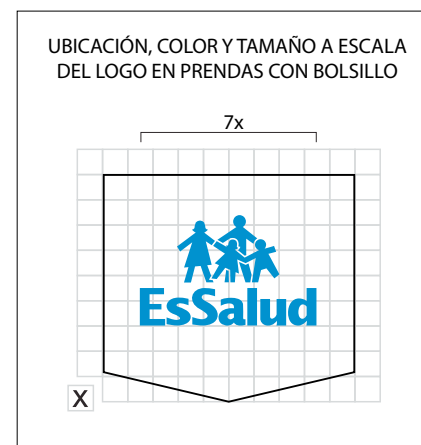 UBICACIÓN, COLOR Y TAMAÑO A ESCALA
DEL LOGO EN PRENDAS CON BOLSILLO
7x
EsSalud
X